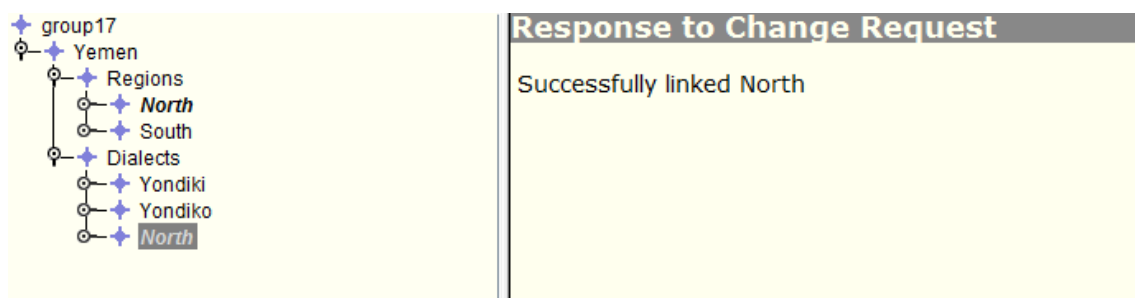 group17
Yemen
Regions
North
South
Dialects
Yondiki
Yondiko
North
Response to Change Request
Successfully linked North